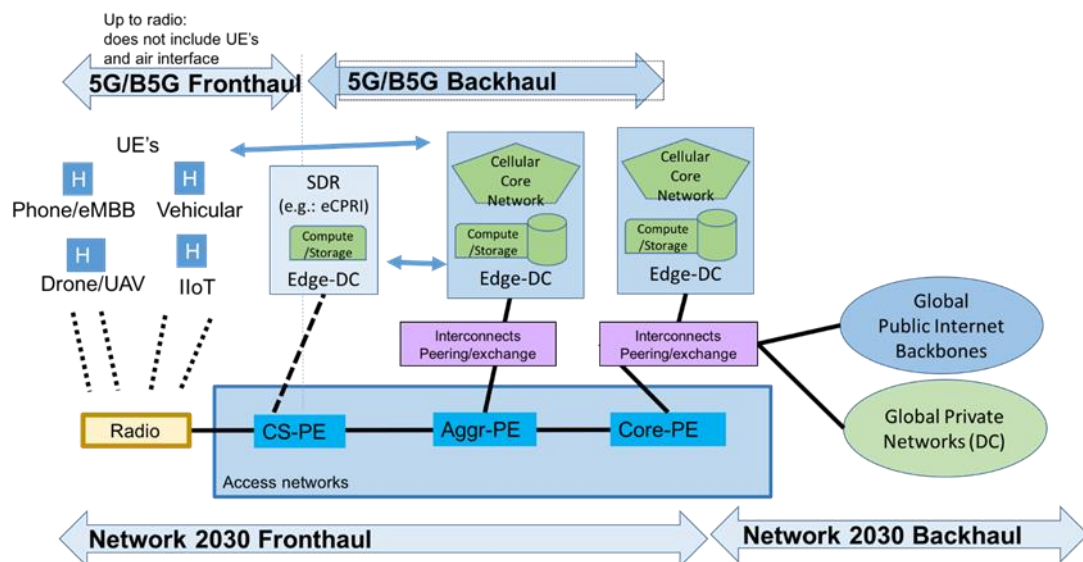 Up to radio:
does not include UE's
and air interface
5G/B5G Fronthaul
5G/B5G Backhaul
UE's
H
Phone/eMBB
H
Vehicular
H
Drone/UAV
H
IIoT
SDR
(e.g.: eCPRI)
Compute
/Storage
Edge-DC
Cellular
Core
Network
Compute
/Storage
Edge-DC
Cellular
Core
Network
Compute
/Storage
Edge-DC
Interconnects
Peering/exchange
Interconnects
Peering/exchange
Global
Public Internet
Backbones
Global Private
Networks (DC)
Radio
CS-PE
Aggr-PE
Core-PE
Access networks
Network 2030 Fronthaul
Network 2030 Backhaul